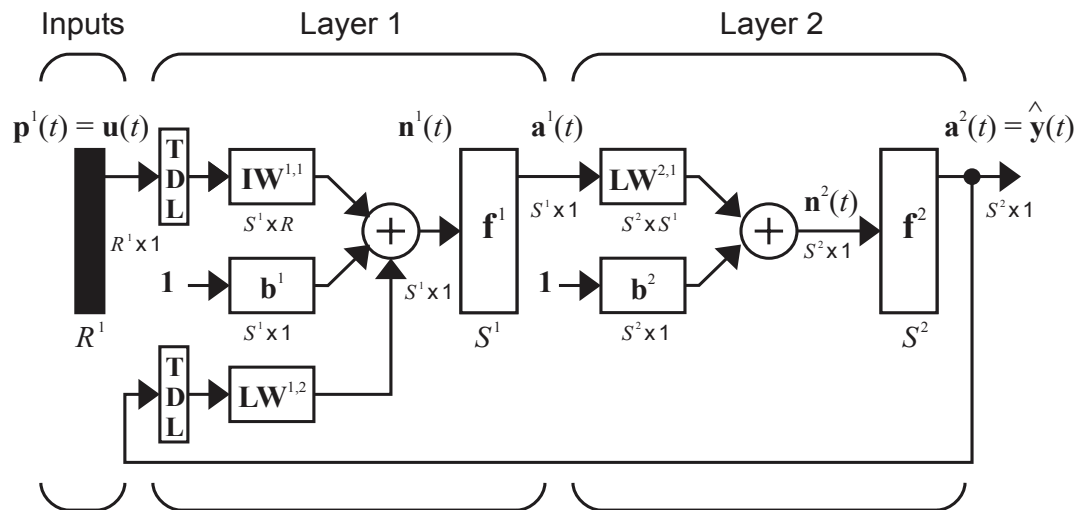 Inputs
Layer 1
Layer 2
p¹(t) = u(t)
n¹(t)
a¹(t)
a²(t) = ŷ(t)
T D L
IW¹,¹
f¹
LW²,¹
n²(t)
f²
R¹ x 1
S¹ x R
S¹ x 1
S² x S¹
S² x 1
S² x 1
1
b¹
S¹ x 1
1
b²
R¹
S¹ x 1
S¹
S² x 1
S²
T D L
LW¹,²